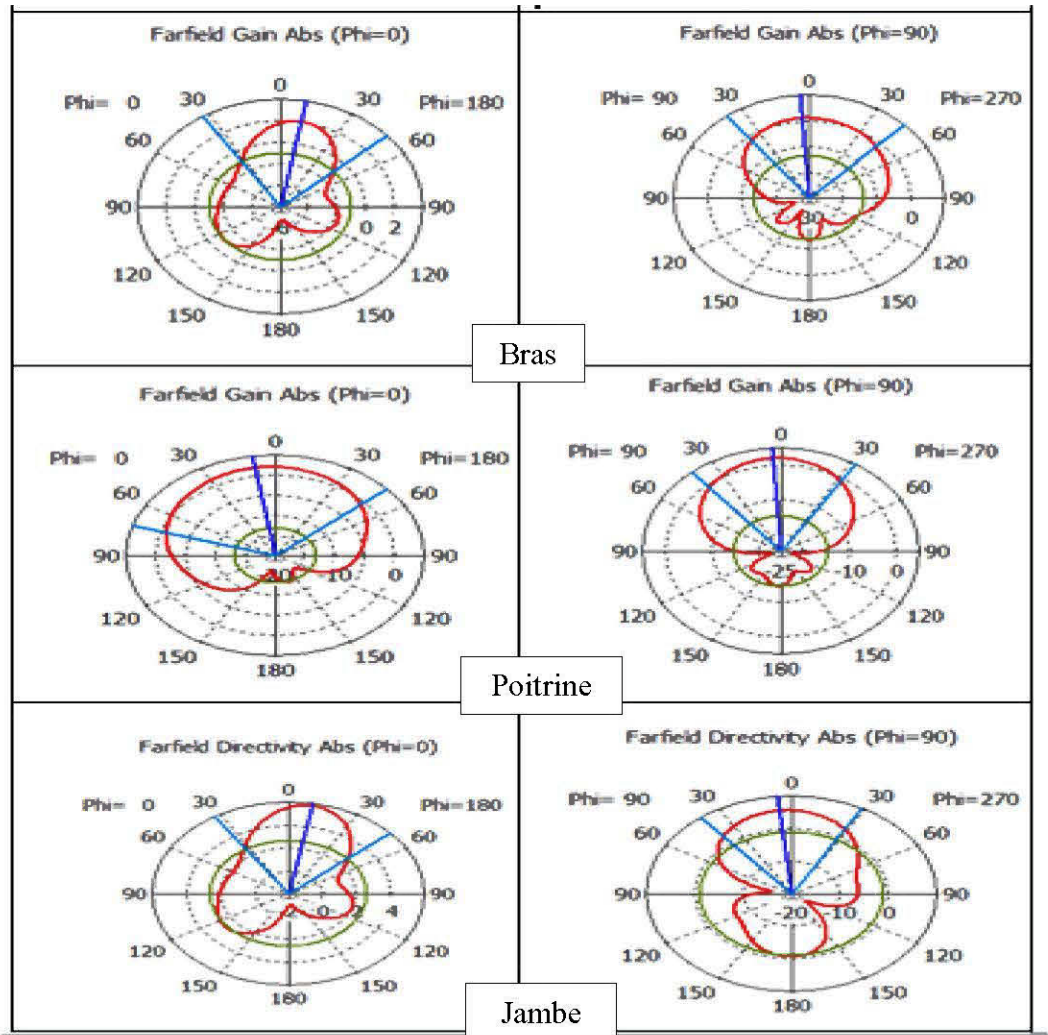 Farfield Gain Abs (Phi=0)
0
Phi= 0 30 30 Phi=180
60 60
90 0 2 90
120 120
150 150
180
Farfield Gain Abs (Phi=90)
0
Phi= 90 30 30 Phi=270
60 60
90 0 90
120 120
150 150
180
Bras
Farfield Gain Abs (Phi=0)
0
Phi= 0 30 30 Phi=180
60 60
90 -10 0 90
120 120
150 150
180
Farfield Gain Abs (Phi=90)
0
Phi= 90 30 30 Phi=270
60 60
90 -25 -10 0 90
120 120
150 150
180
Poitrine
Farfield Directivity Abs (Phi=0)
0
Phi= 0 30 30 Phi=180
60 60
90 -2 0 2 4 90
120 120
150 150
180
Farfield Directivity Abs (Phi=90)
0
Phi= 90 30 30 Phi=270
60 60
90 -20 -10 0 90
120 120
150 150
180
Jambe